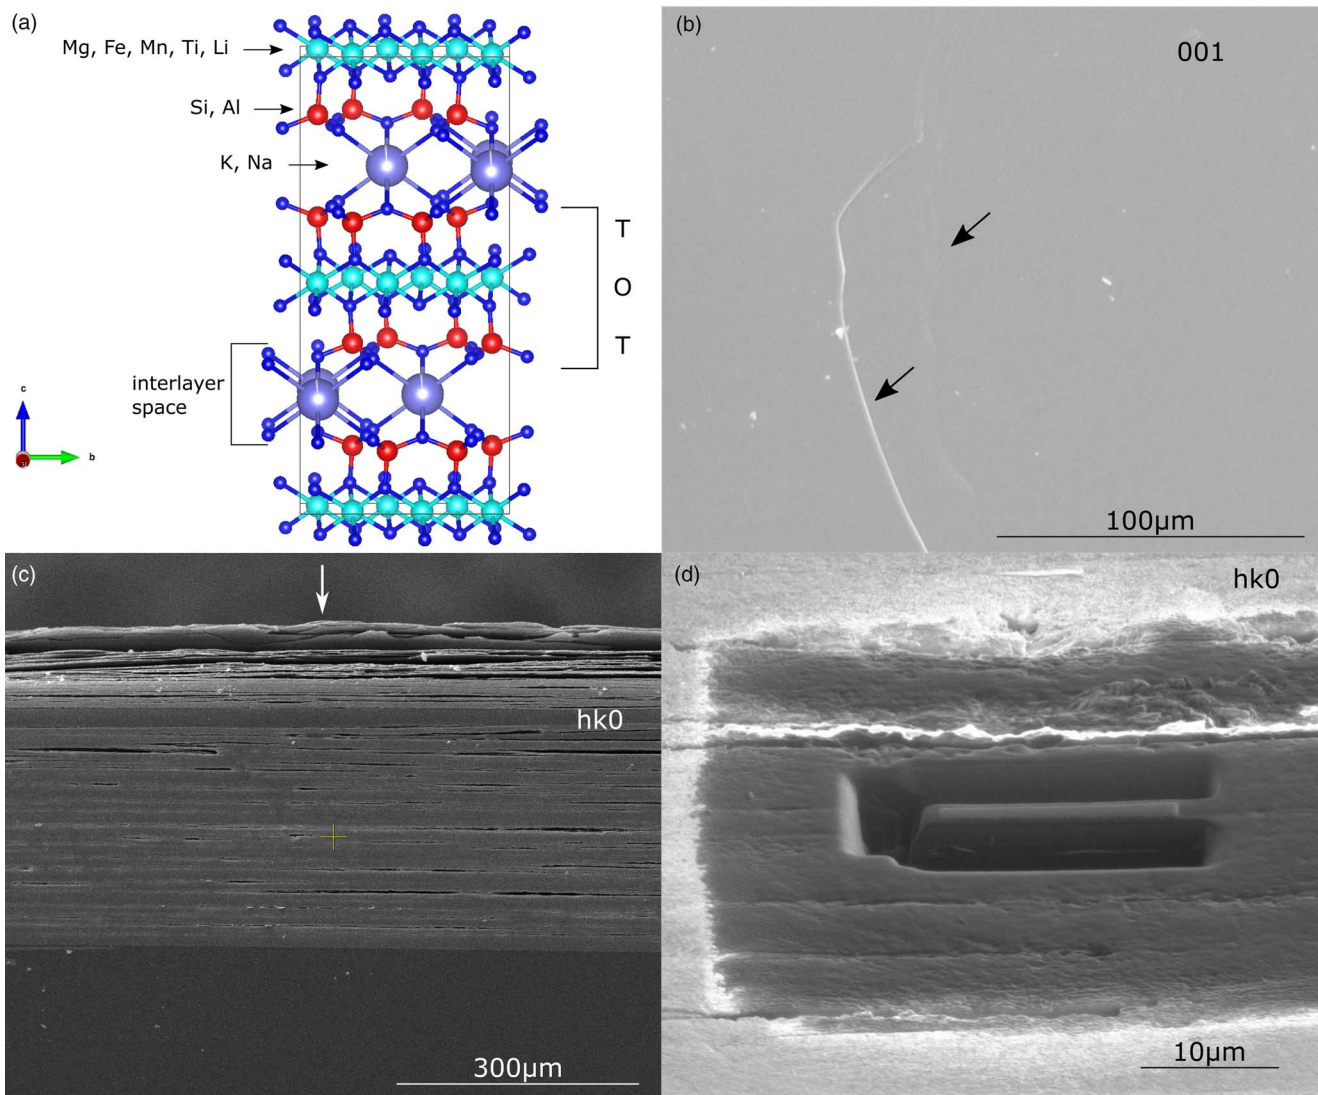 (a)
Mg, Fe, Mn, Ti, Li
Si, Al
K, Na
T
O
T
interlayer
space
c
b
a
(b)
001
100µm
(c)
hk0
300µm
(d)
hk0
10µm